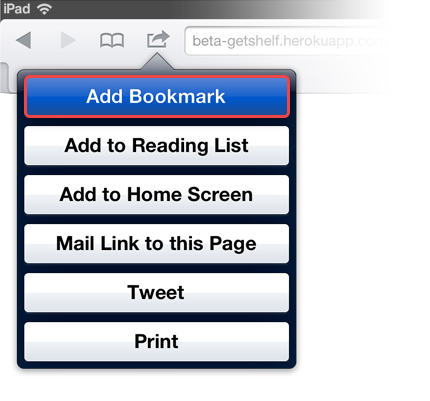 iPad
beta-getshelf.herokuapp.com
Add Bookmark
Add to Reading List
Add to Home Screen
Mail Link to this Page
Tweet
Print